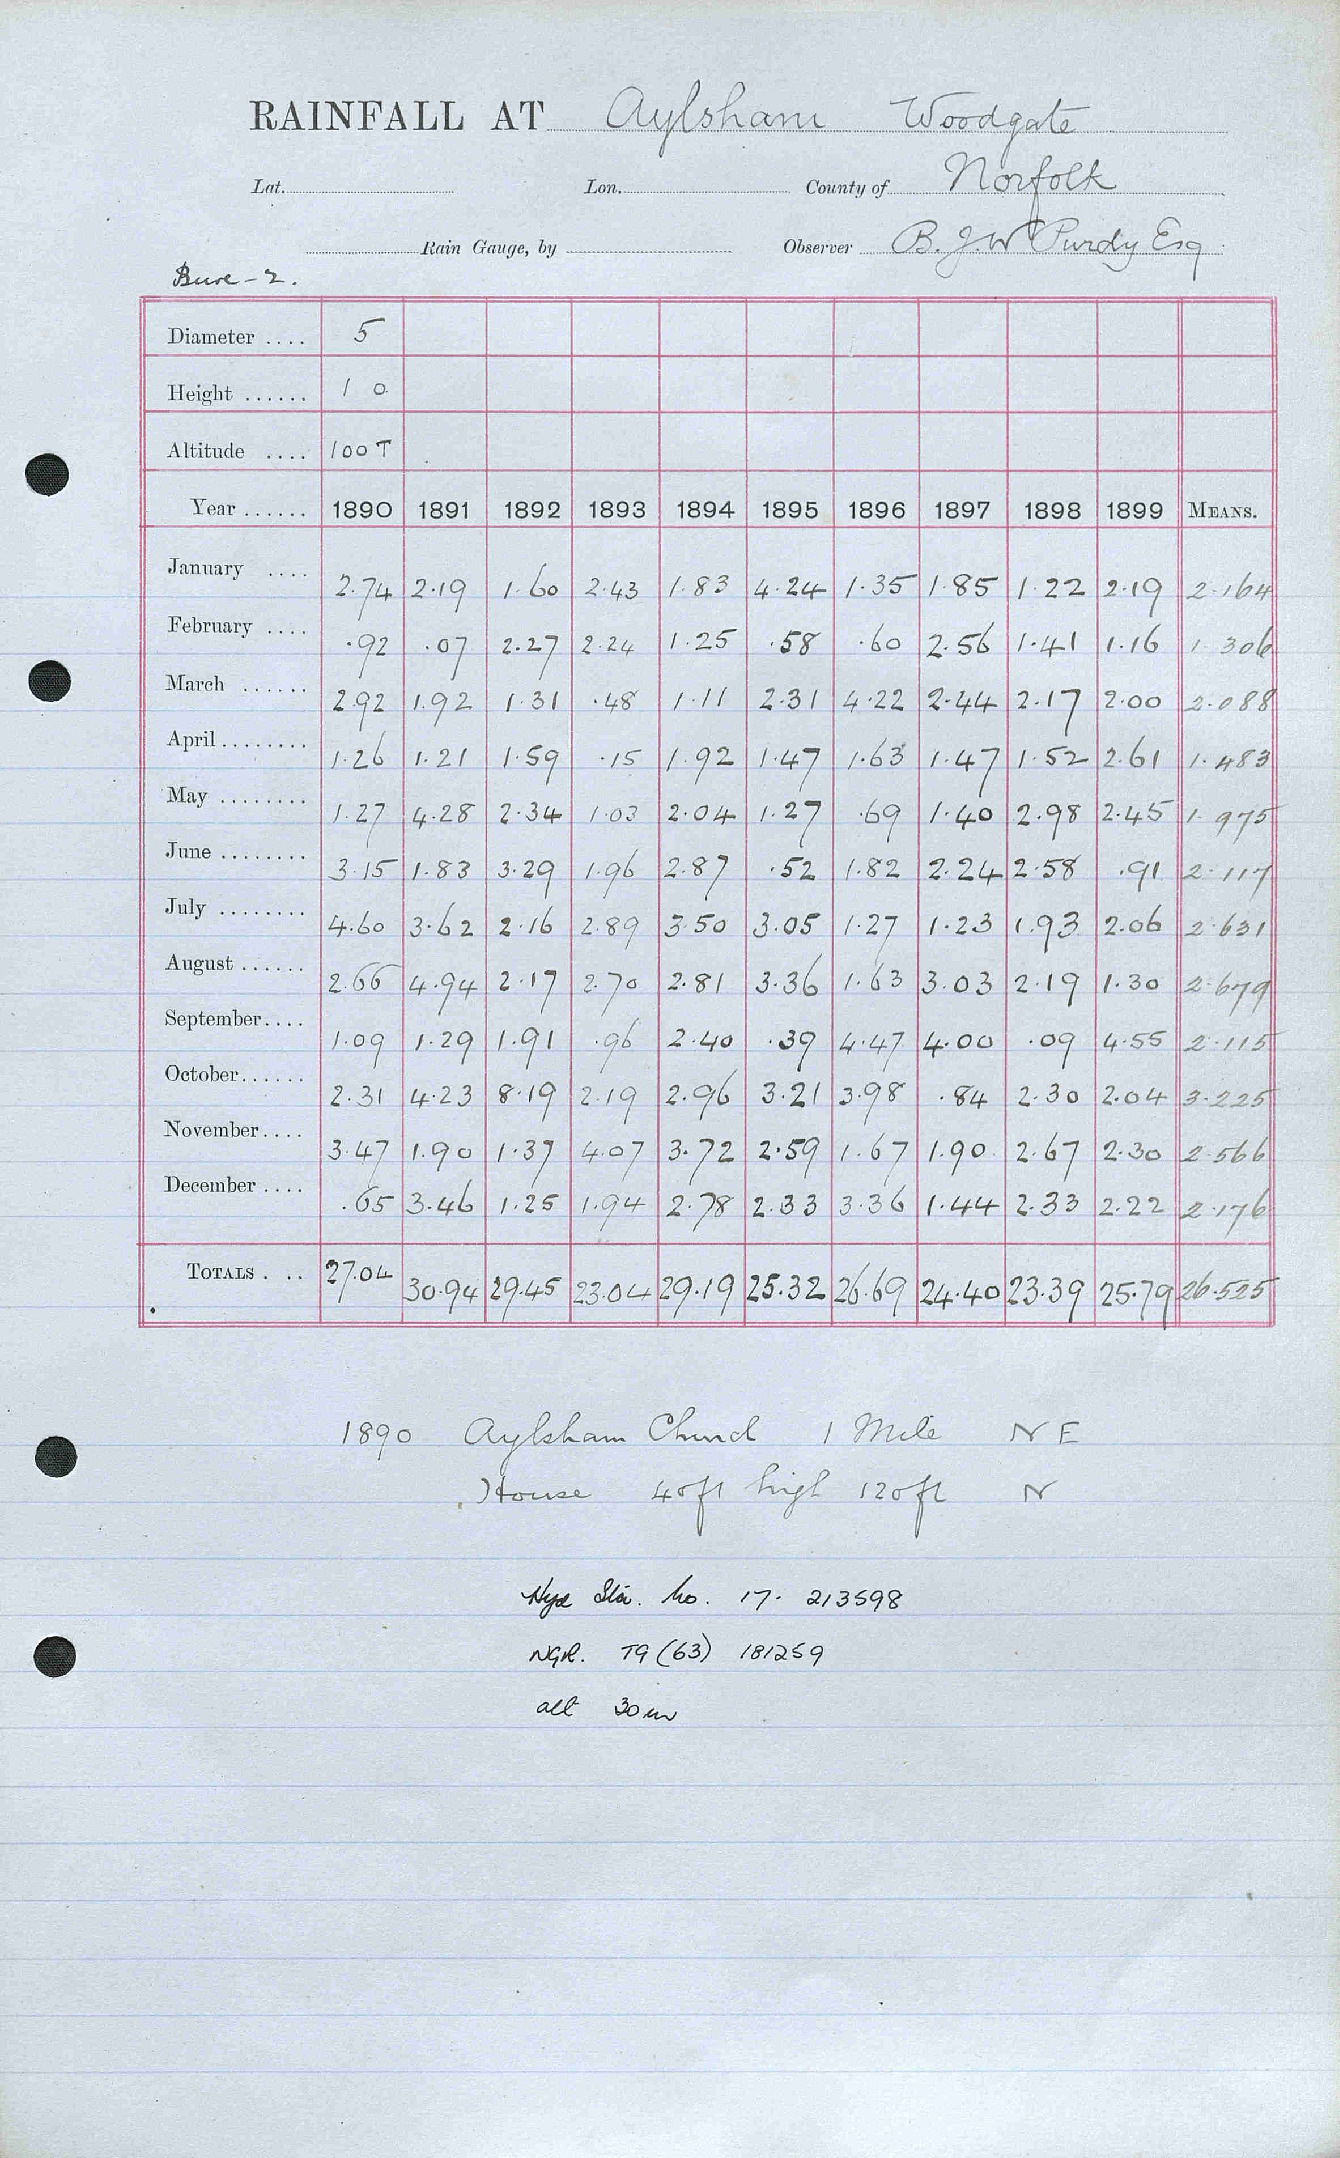 RAINFALL AT Aylsham Woodgate
Lat. Lon. County of Norfolk
Rain Gauge, by Observer B. J. W Purdy Esq
Bure - 2.
Diameter .... 5
Height ...... 1 0
Altitude .... 100 T
Year ...... 1890 1891 1892 1893 1894 1895 1896 1897 1898 1899 MEANS.
January .... 2.74 2.19 1.60 2.43 1.83 4.24 1.35 1.85 1.22 2.19 2.164
February .... .92 .07 2.27 2.24 1.25 .58 .60 2.56 1.41 1.16 1.306
March ...... 2.92 1.92 1.31 .48 1.11 2.31 4.22 2.44 2.17 2.00 2.088
April ........ 1.26 1.21 1.59 .15 1.92 1.47 1.63 1.47 1.52 2.61 1.483
May ........ 1.27 4.28 2.34 1.03 2.04 1.27 .69 1.40 2.98 2.45 1.975
June ........ 3.15 1.83 3.29 1.96 2.87 .52 1.82 2.24 2.58 .91 2.117
July ........ 4.60 3.62 2.16 2.89 3.50 3.05 1.27 1.23 1.93 2.06 2.631
August ...... 2.66 4.94 2.17 2.70 2.81 3.36 1.63 3.03 2.19 1.30 2.679
September.... 1.09 1.29 1.91 .96 2.40 .39 4.47 4.00 .09 4.55 2.115
October...... 2.31 4.23 8.19 2.19 2.96 3.21 3.98 .84 2.30 2.04 3.225
November.... 3.47 1.90 1.37 4.07 3.72 2.59 1.67 1.90 2.67 2.30 2.566
December .... .65 3.46 1.25 1.94 2.78 2.33 3.36 1.44 2.33 2.22 2.176
TOTALS . .. 27.04 30.94 29.45 23.04 29.19 25.32 26.69 24.40 23.39 25.79 26.525
1890 Aylsham Church 1 Mile N E
House 40ft high 120ft N
Sta. No. 17. 213598
NGR. TG (63) 181259
alt 30m